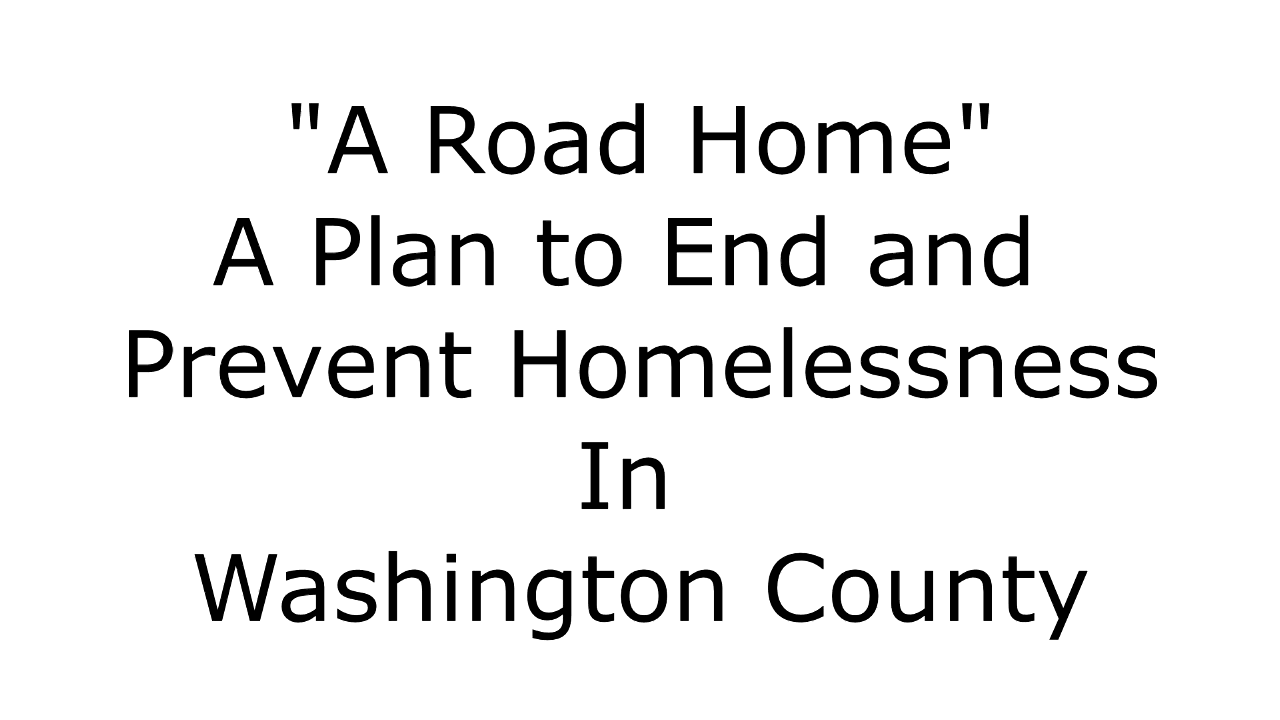 "A Road Home"
A Plan to End and
Prevent Homelessness
In
Washington County